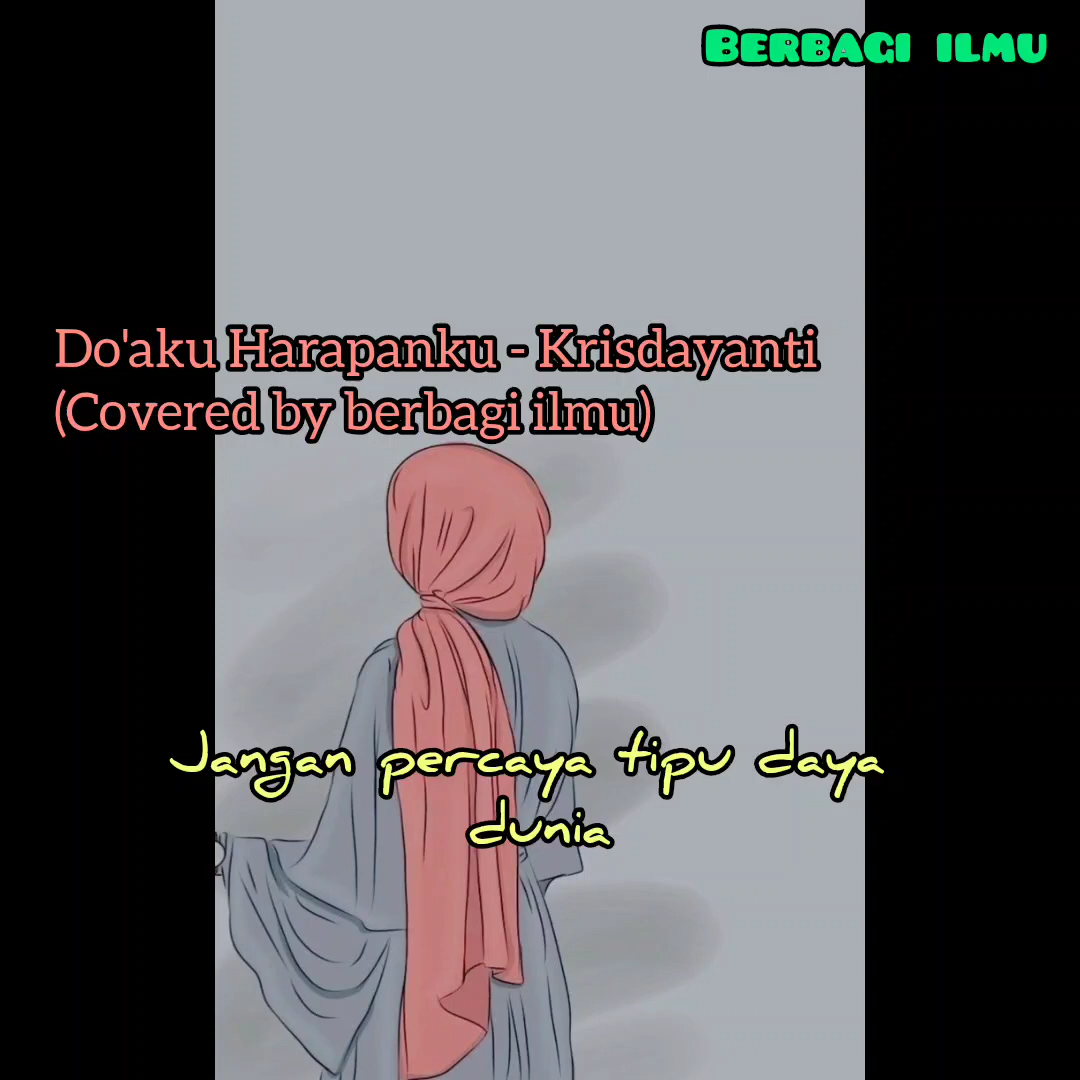 BERBAGI ILMU
Do'aku Harapanku - Krisdayanti
(Covered by berbagi ilmu)
Jangan percaya tipu daya
dunia